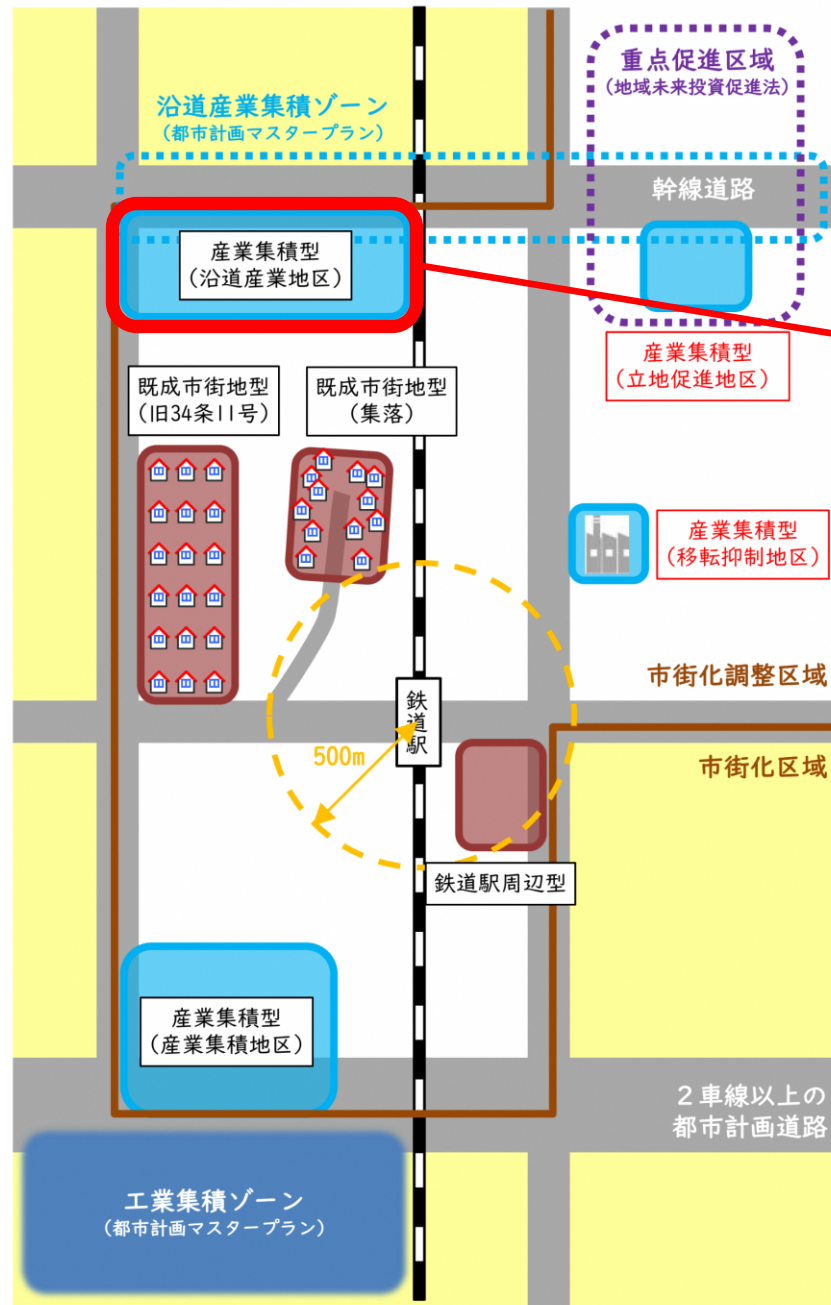 重点促進区域
(地域未来投資促進法)
沿道産業集積ゾーン
(都市計画マスタープラン)
幹線道路
産業集積型
(沿道産業地区)
産業集積型
(立地促進地区)
既成市街地型
(旧34条11号)
既成市街地型
(集落)
産業集積型
(移転抑制地区)
市街化調整区域
鉄道駅
500m
市街化区域
鉄道駅周辺型
産業集積型
(産業集積地区)
2車線以上の
都市計画道路
工業集積ゾーン
(都市計画マスタープラン)